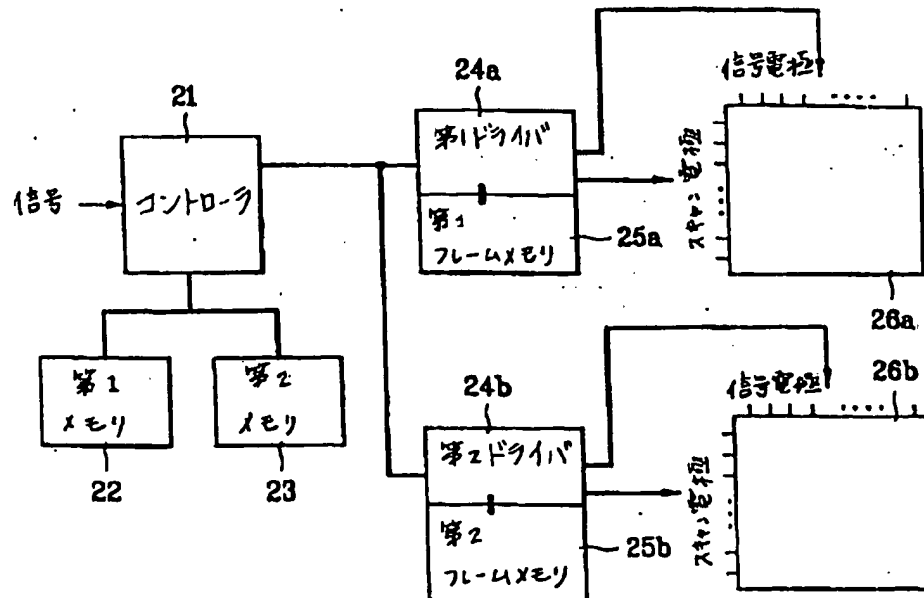 21
信号
コントローラ
第1
メモリ
22
第2
メモリ
23
24a
第1ドライバ
第1
フレームメモリ
25a
信号電極
スキャン電極
26a
24b
第2ドライバ
第2
フレームメモリ
25b
信号電極
26b
スキャン電極